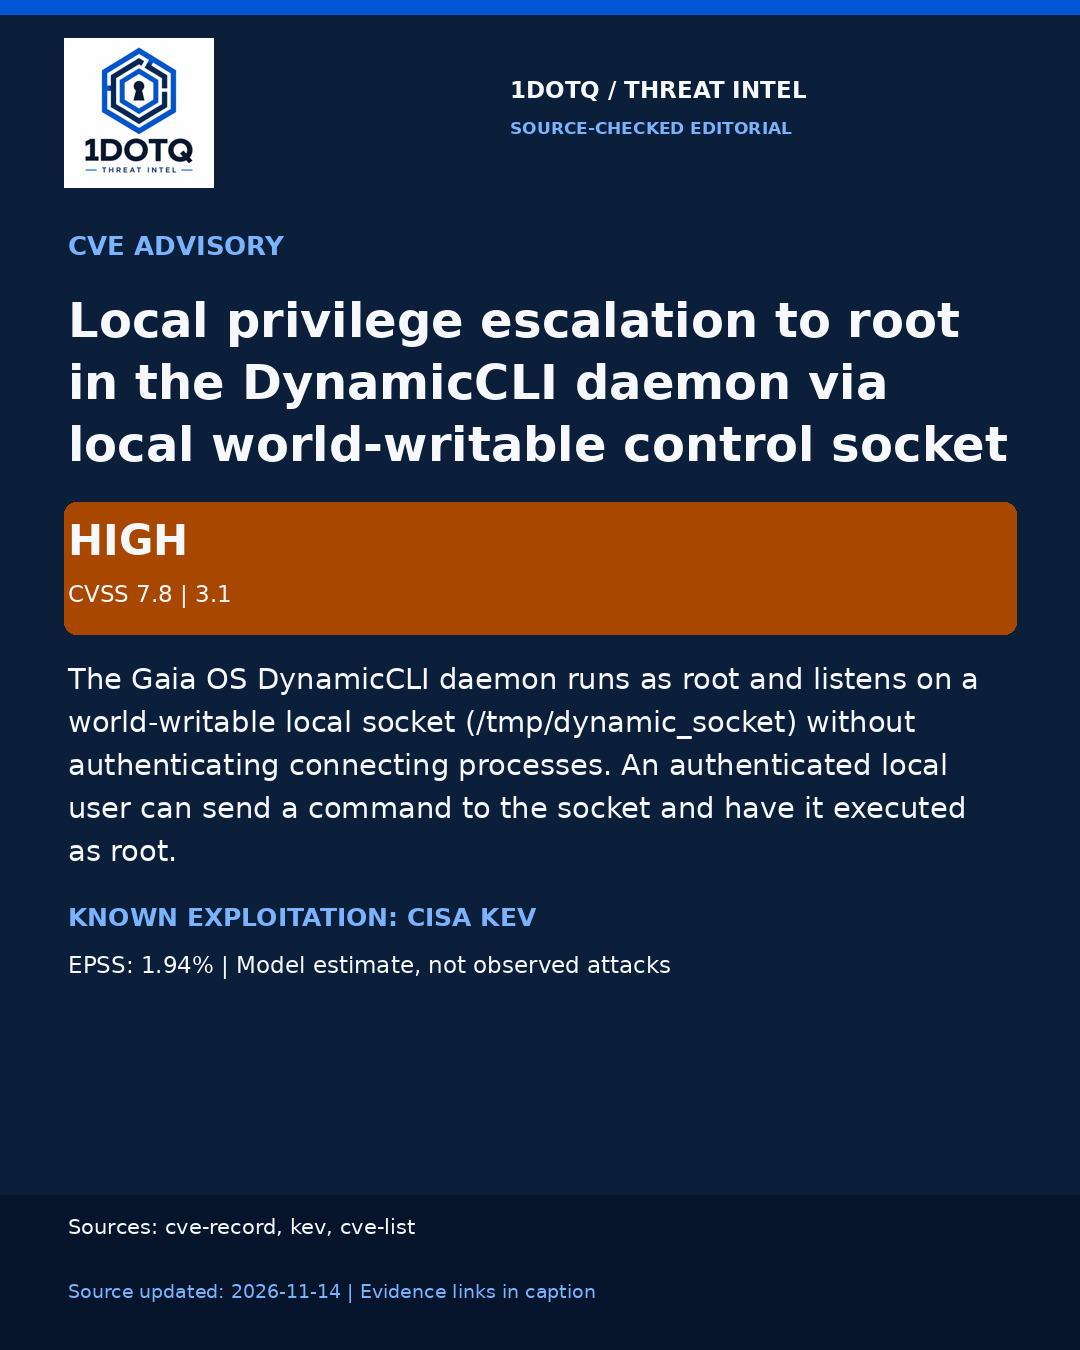 1DOTQ
THREAT INTEL
1DOTQ / THREAT INTEL
SOURCE-CHECKED EDITORIAL
CVE ADVISORY
Local privilege escalation to root
in the DynamicCLI daemon via
local world-writable control socket
HIGH
CVSS 7.8 | 3.1
The Gaia OS DynamicCLI daemon runs as root and listens on a
world-writable local socket (/tmp/dynamic_socket) without
authenticating connecting processes. An authenticated local
user can send a command to the socket and have it executed
as root.
KNOWN EXPLOITATION: CISA KEV
EPSS: 1.94% | Model estimate, not observed attacks
Sources: cve-record, kev, cve-list
Source updated: 2026-11-14 | Evidence links in caption